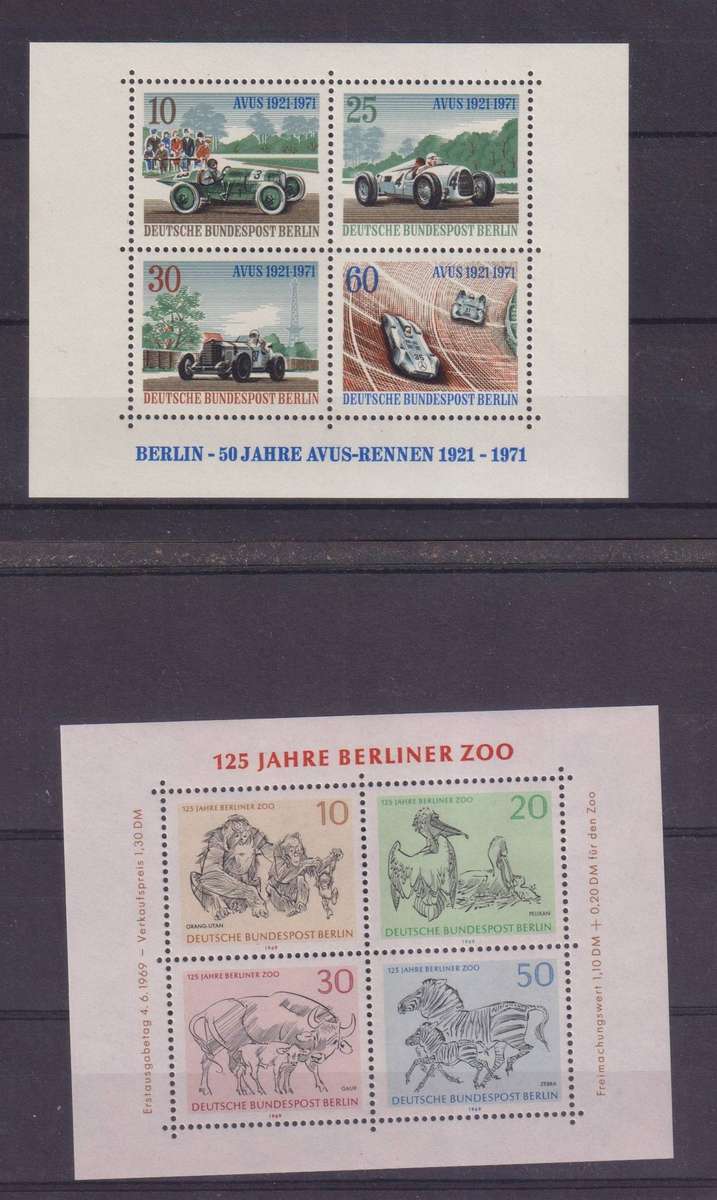 10 AVUS 1921-1971
3
DEUTSCHE BUNDESPOST BERLIN
25 AVUS 1921-1971
4
DEUTSCHE BUNDESPOST BERLIN
30 AVUS 1921-1971
DEUTSCHE BUNDESPOST BERLIN
60 AVUS 1921-1971
35
DEUTSCHE BUNDESPOST BERLIN
BERLIN - 50 JAHRE AVUS-RENNEN 1921 - 1971
125 JAHRE BERLINER ZOO
Erstausgabetag 4. 6. 1969 – Verkaufspreis 1,30 DM
125 JAHRE BERLINER ZOO 10
ORANG-UTAN
DEUTSCHE BUNDESPOST BERLIN
1969
125 JAHRE BERLINER ZOO 20
PELIKAN
DEUTSCHE BUNDESPOST BERLIN
1969
125 JAHRE BERLINER ZOO 30
GAUR
DEUTSCHE BUNDESPOST BERLIN
1969
125 JAHRE BERLINER ZOO 50
ZEBRA
DEUTSCHE BUNDESPOST BERLIN
1969
Freimachungswert 1,10 DM + 0,20 DM für den Zoo